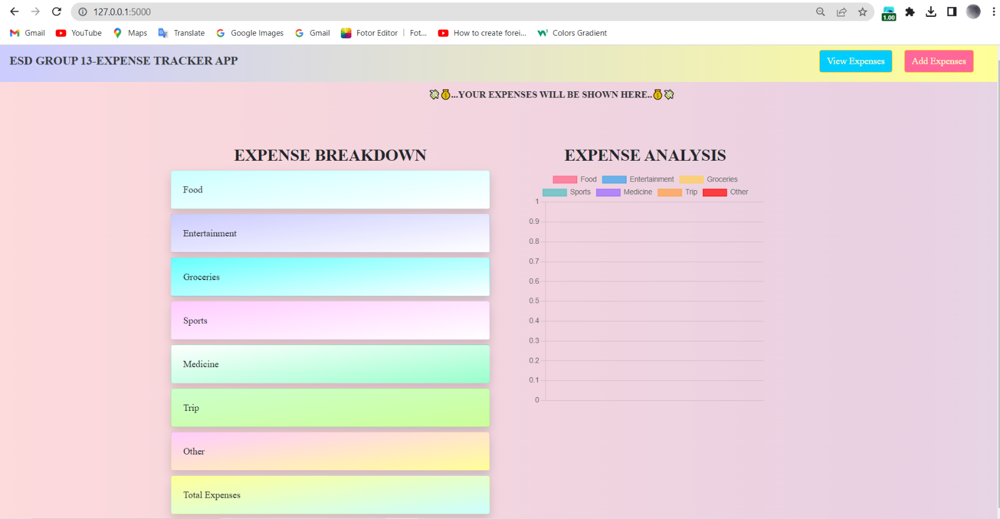 127.0.0.1:5000
1.00
Gmail YouTube Maps Translate Google Images Gmail Fotor Editor | Fot... How to create forei... Colors Gradient
ESD GROUP 13-EXPENSE TRACKER APP
View Expenses Add Expenses
...YOUR EXPENSES WILL BE SHOWN HERE..
EXPENSE BREAKDOWN
Food
Entertainment
Groceries
Sports
Medicine
Trip
Other
Total Expenses
EXPENSE ANALYSIS
Food Entertainment Groceries
Sports Medicine Trip Other
1
0.9
0.8
0.7
0.6
0.5
0.4
0.3
0.2
0.1
0